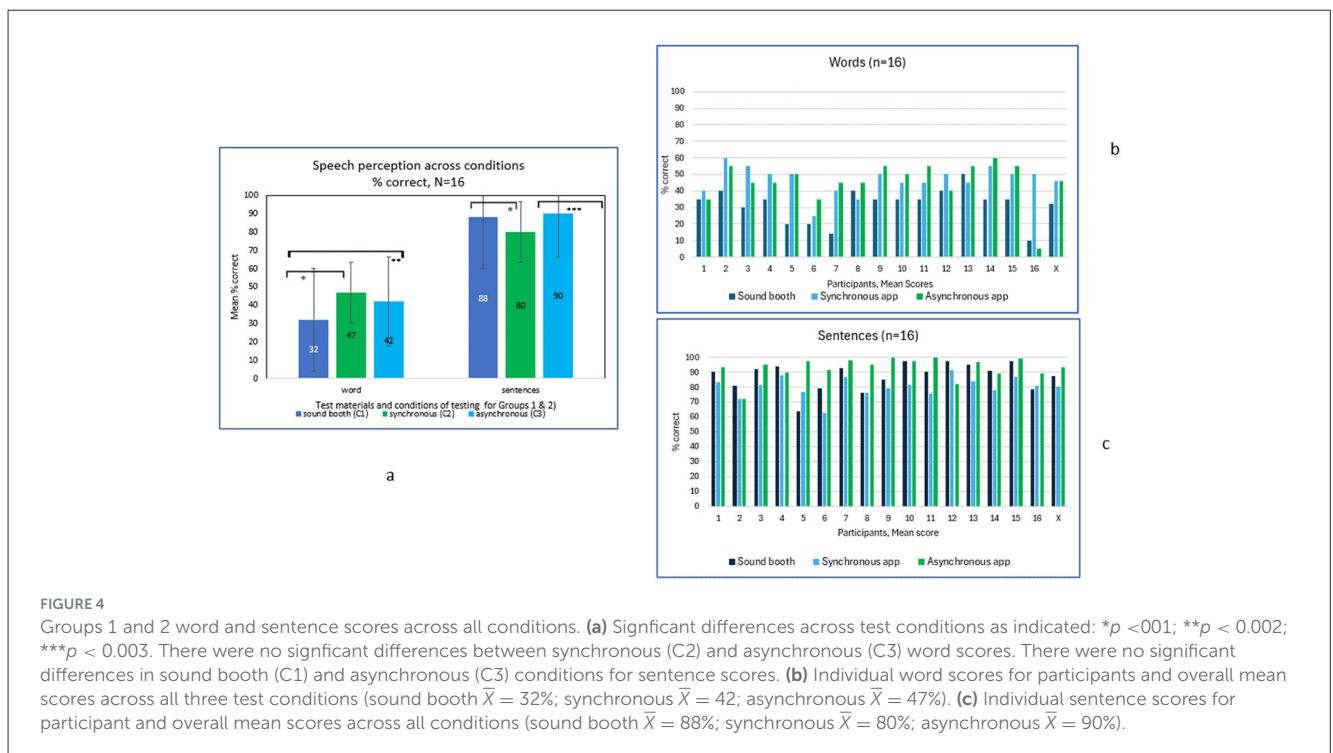 Speech perception across conditions
% correct, N=16
Mean % correct
100
90
80
70
60
50
40
30
20
10
0
*
**
*
***
32
47
42
88
80
90
word
sentences
Test materials and conditions of testing for Groups 1 & 2)
sound booth (C1)
synchronous (C2)
asynchronous (C3)
a
Words (n=16)
% correct
100
90
80
70
60
50
40
30
20
10
0
1 2 3 4 5 6 7 8 9 10 11 12 13 14 15 16 X
Participants, Mean Scores
Sound booth
Synchronous app
Asynchronous app
b
Sentences (n=16)
% correct
100
90
80
70
60
50
40
30
20
10
0
1 2 3 4 5 6 7 8 9 10 11 12 13 14 15 16 X
Participants, Mean score
Sound booth
Synchronous app
Asynchronous app
c
FIGURE 4
Groups 1 and 2 word and sentence scores across all conditions. (a) Signficant differences across test conditions as indicated: *p <001; **p < 0.002;
***p < 0.003. There were no signficant differences between synchronous (C2) and asynchronous (C3) word scores. There were no significant
differences in sound booth (C1) and asynchronous (C3) conditions for sentence scores. (b) Individual word scores for participants and overall mean
scores across all three test conditions (sound booth X̅ = 32%; synchronous X̅ = 42; asynchronous X̅ = 47%). (c) Individual sentence scores for
participant and overall mean scores across all conditions (sound booth X̅ = 88%; synchronous X̅ = 80%; asynchronous X̅ = 90%).